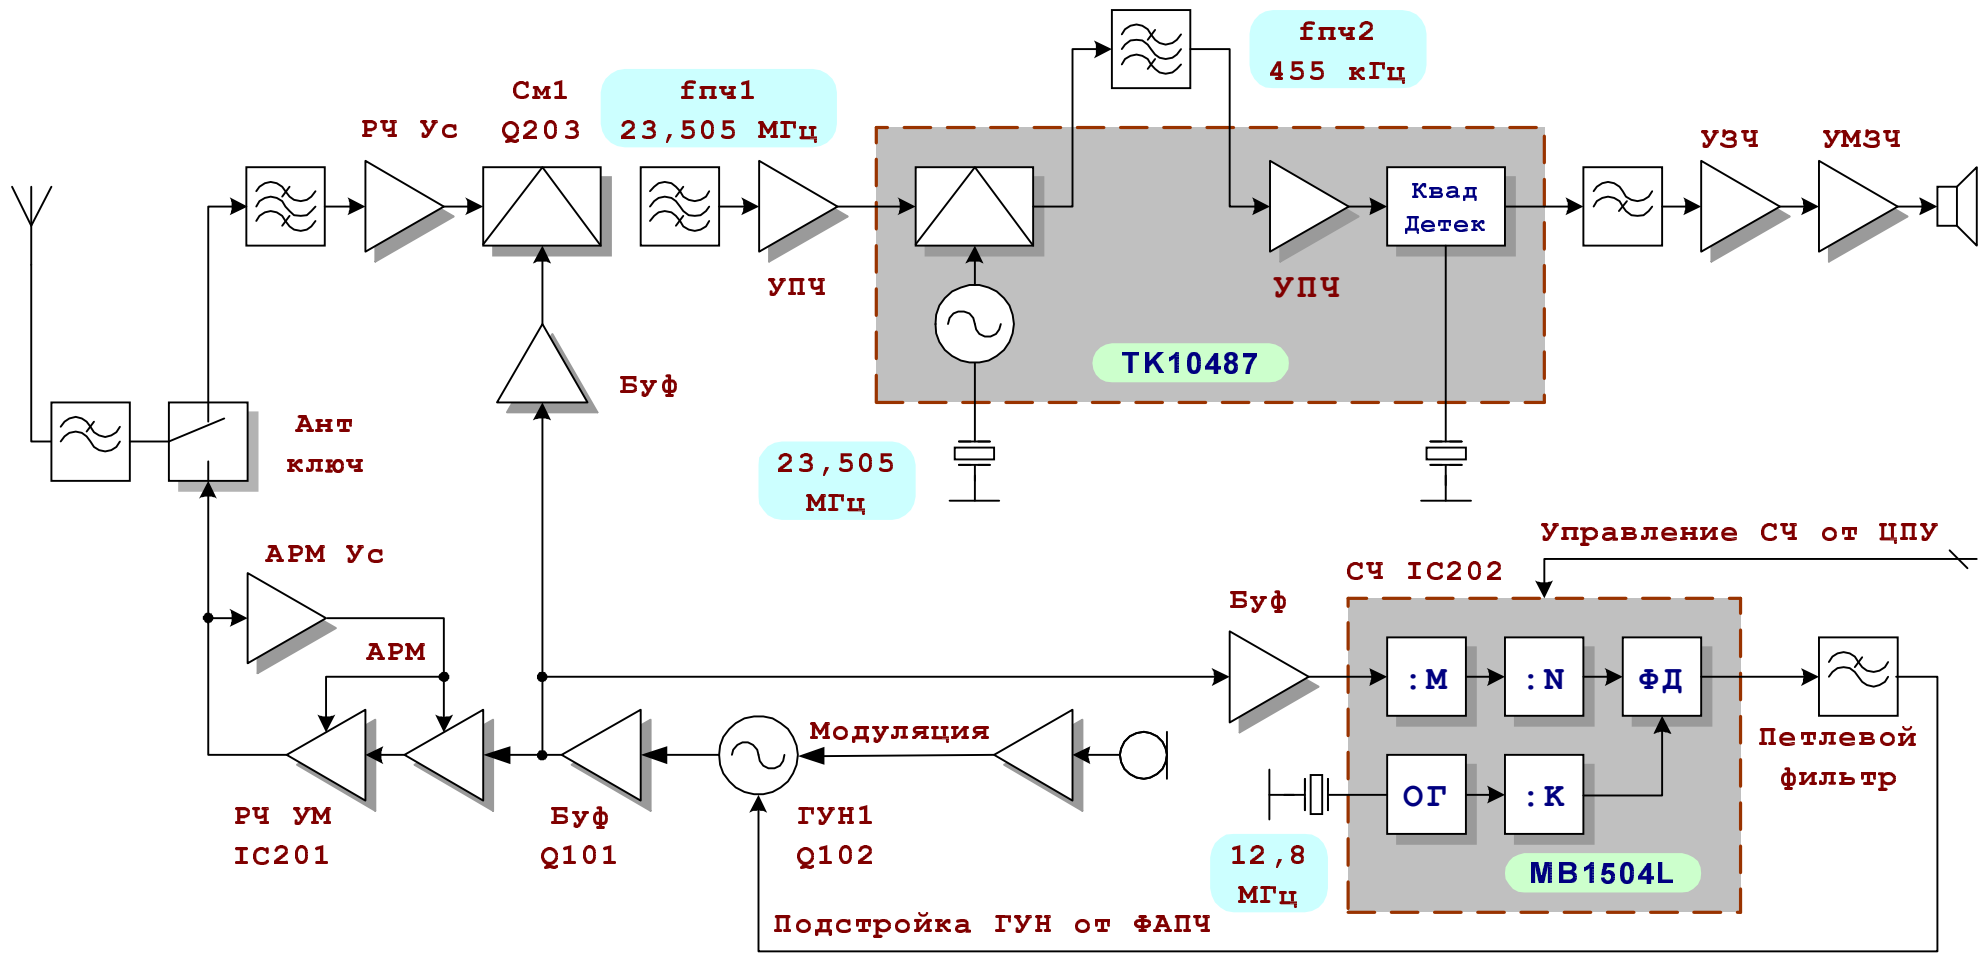 fпч2
455 кГц
См1
Q203
fпч1
23,505 МГц
РЧ Ус
УЗЧ
УМЗЧ
Квад
Детек
УПЧ
УПЧ
TK10487
Буф
Ант
ключ
23,505
МГц
Управление СЧ от ЦПУ
АРМ Ус
СЧ IC202
Буф
АРМ
:М
:N
ФД
Модуляция
Петлевой
фильтр
ОГ
:К
РЧ УМ
IC201
Буф
Q101
ГУН1
Q102
12,8
МГц
MB1504L
Подстройка ГУН от ФАПЧ